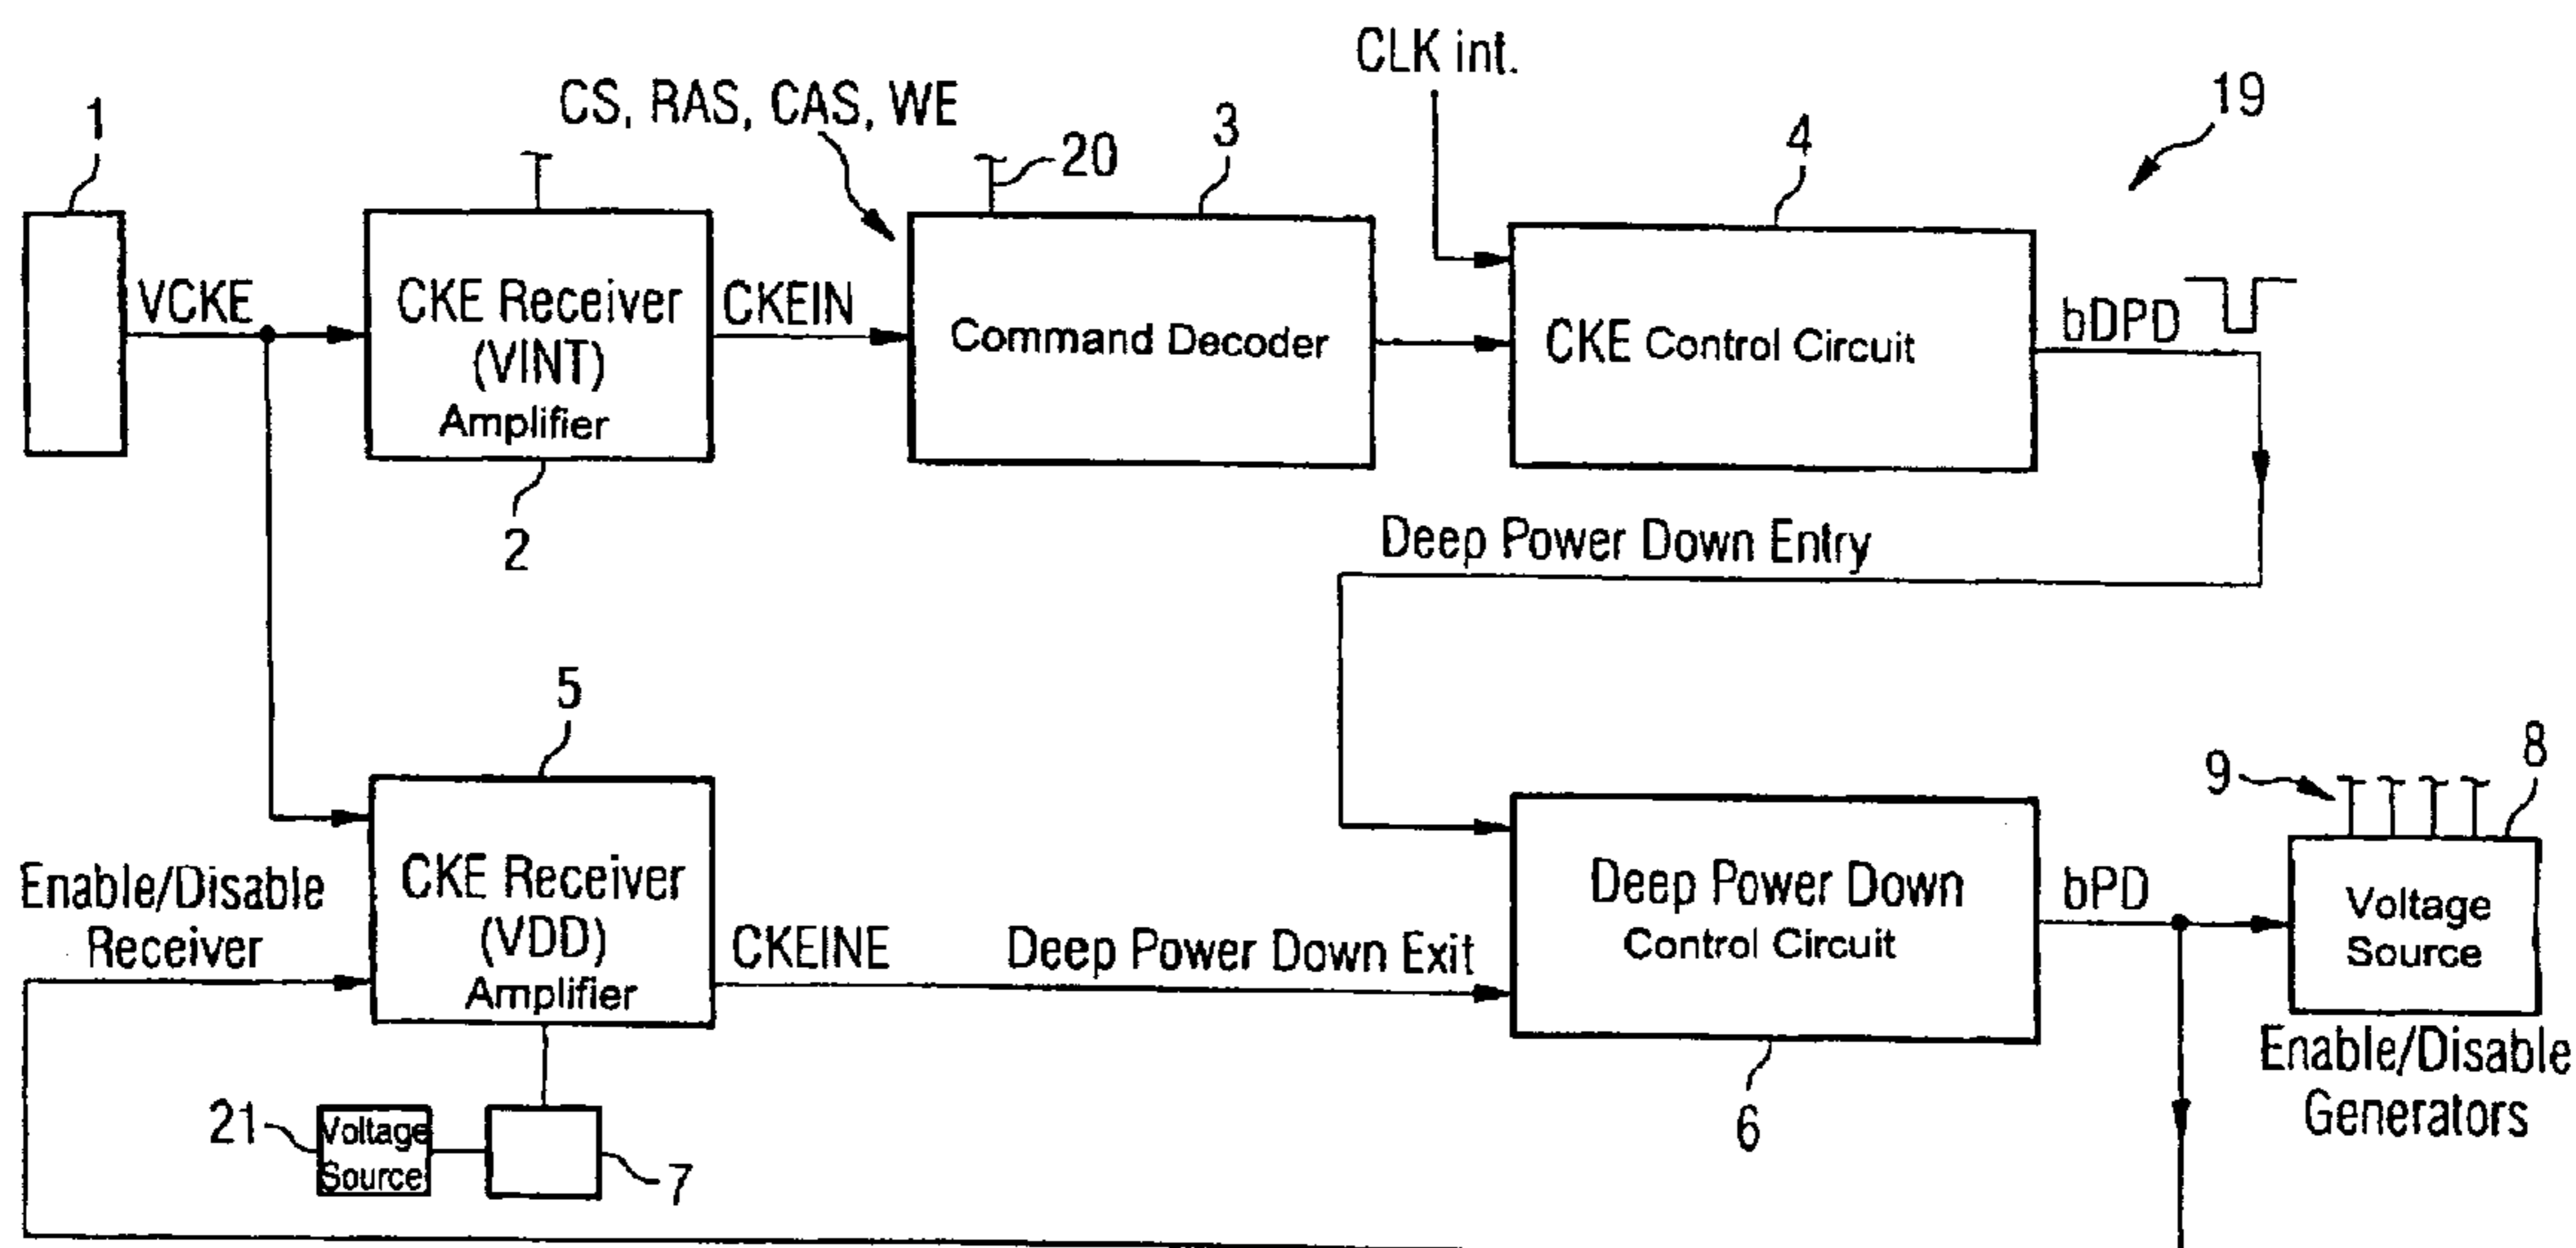 CLK int.
CS, RAS, CAS, WE
1
20
3
4
19
VCKE
CKE Receiver
(VINT)
Amplifier
CKEIN
Command Decoder
CKE Control Circuit
bDPD
2
Deep Power Down Entry
5
9
8
Enable/Disable
Receiver
CKE Receiver
(VDD)
Amplifier
CKEINE
Deep Power Down Exit
Deep Power Down
Control Circuit
bPD
Voltage
Source
Enable/Disable
Generators
21
Voltage
Source
7
6